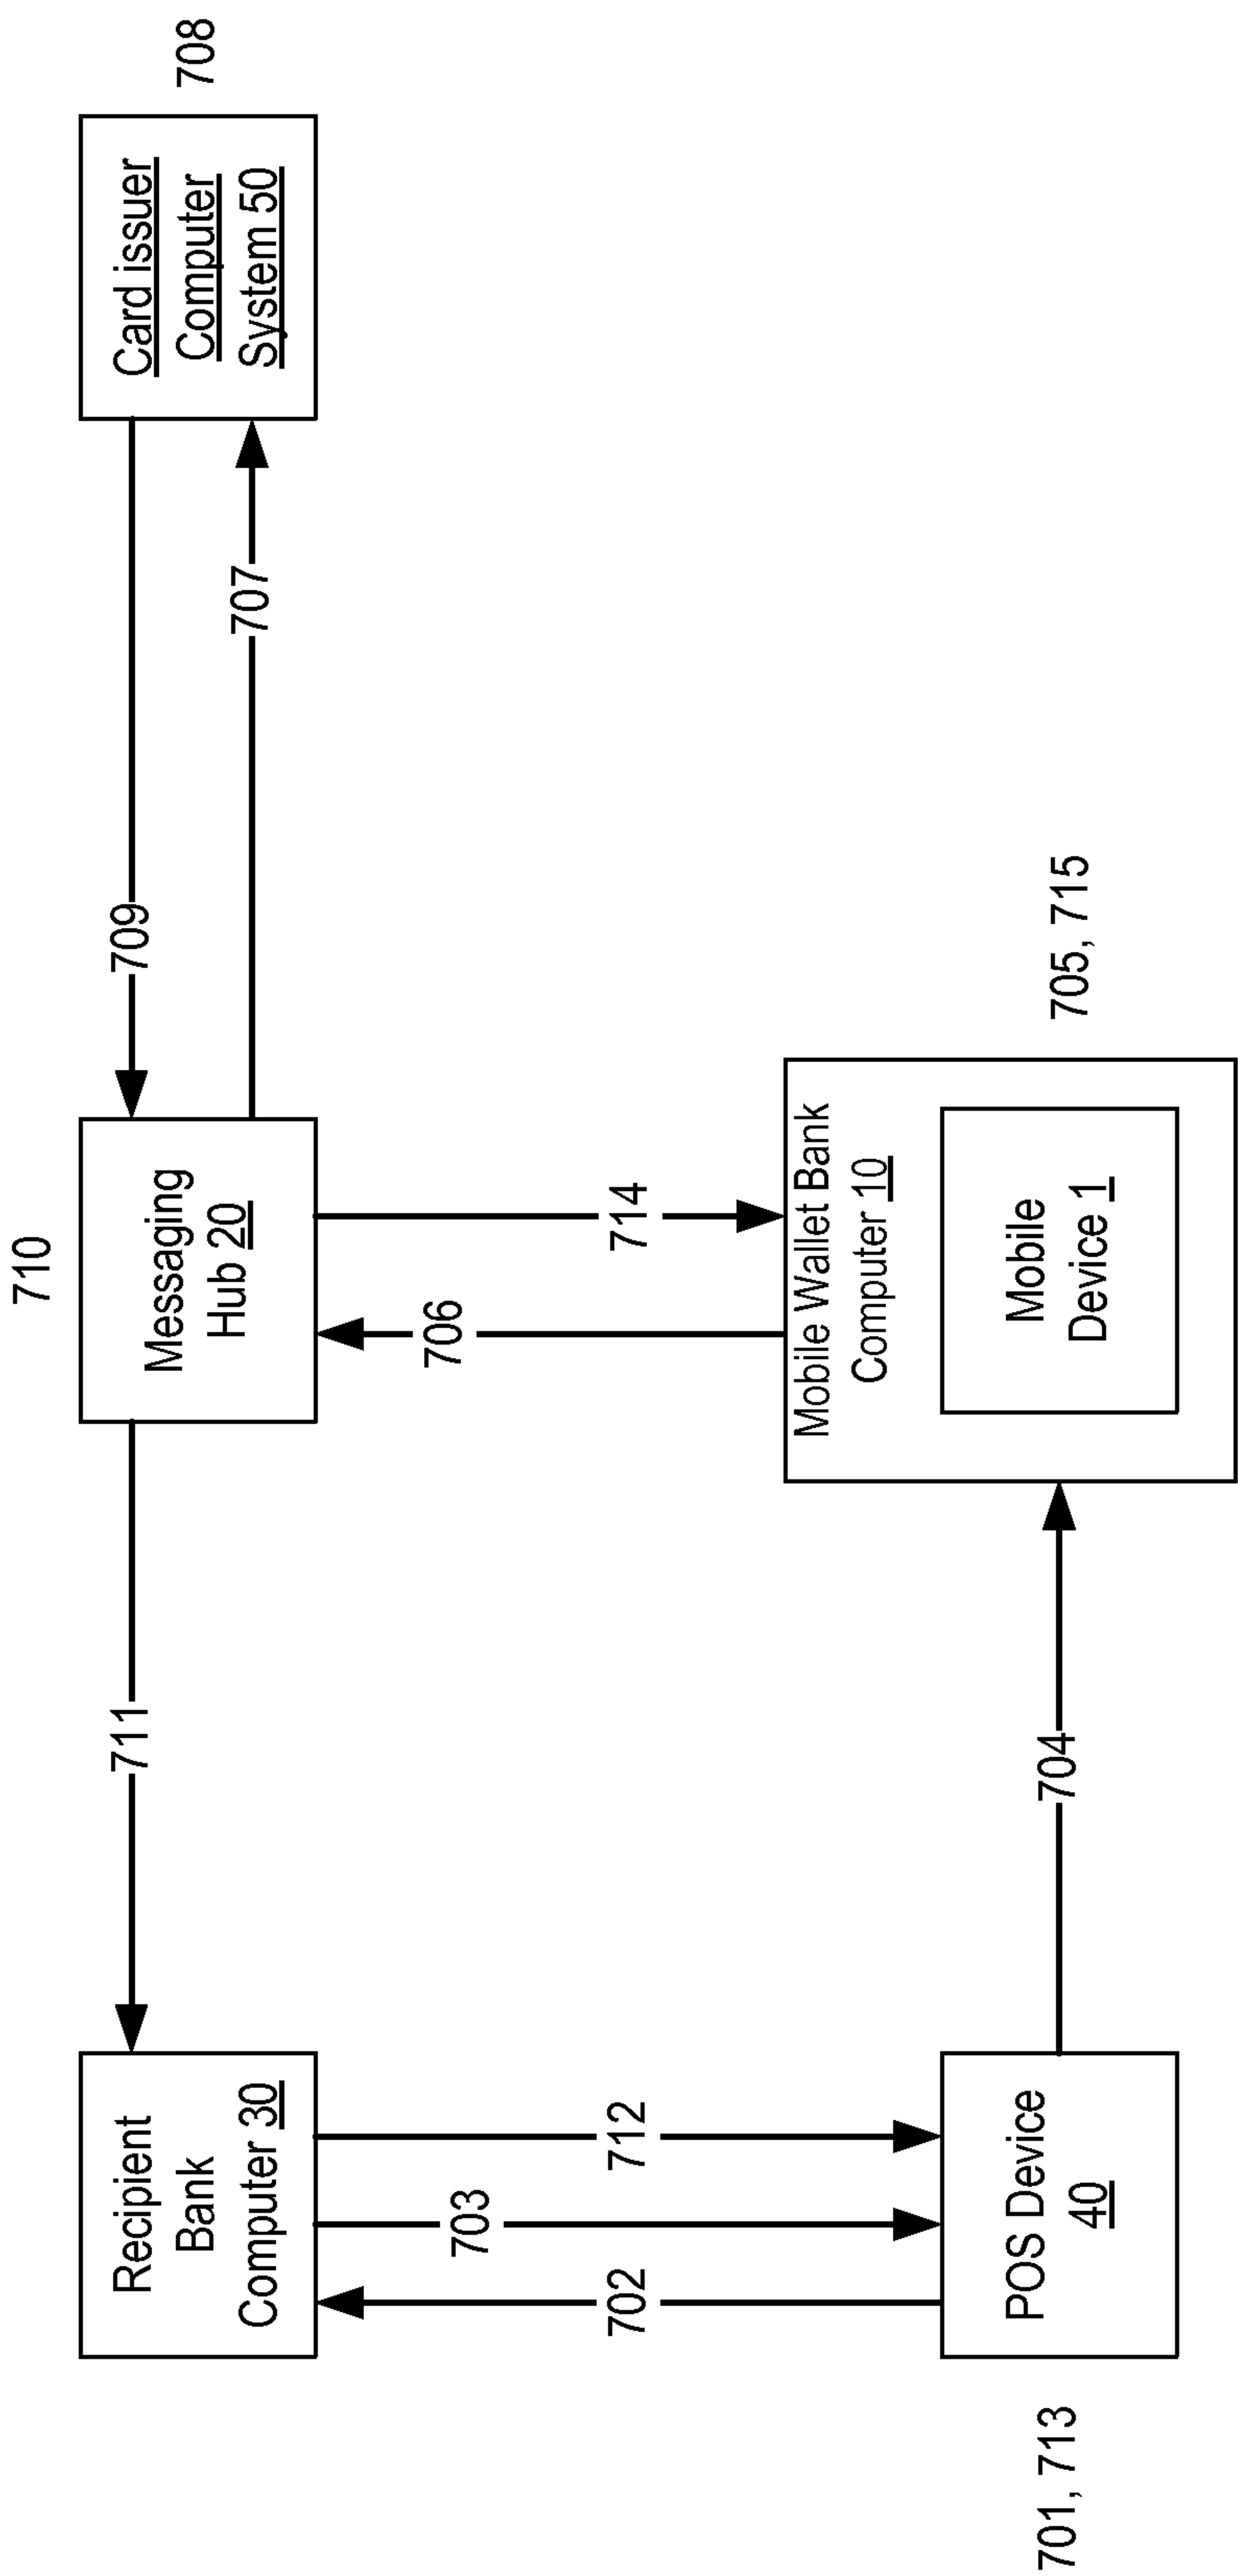 710
708
Recipient
Bank
Computer 30
711
Messaging
Hub 20
709
707
Card issuer
Computer
System 50
702
703
712
706
714
Mobile Wallet Bank
Computer 10
Mobile
Device 1
705, 715
701, 713
POS Device
40
704